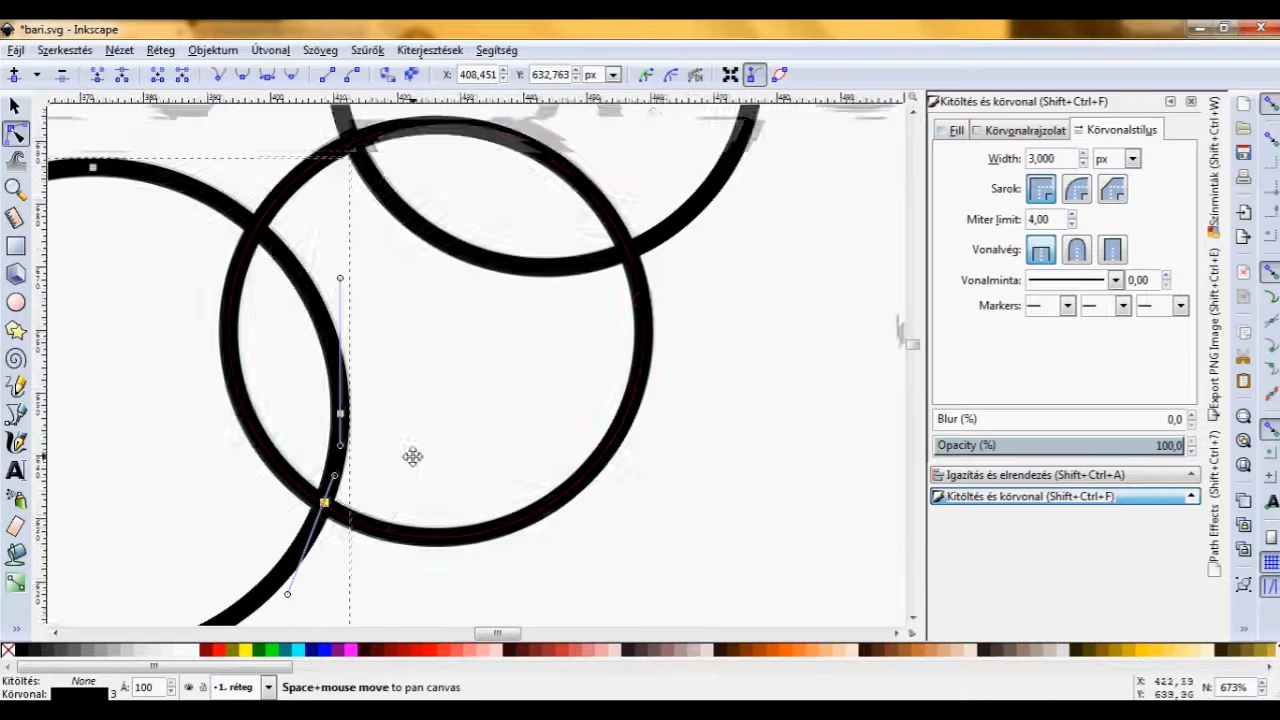 *bari.svg - Inkscape
Fájl Szerkesztés Nézet Réteg Objektum Útvonal Szöveg Szűrők Kiterjesztések Segítség
X: 408,451 Y: 632,763 px
Kitöltés és körvonal (Shift+Ctrl+F)
Fill Körvonalrajzolat Körvonalstílus
Width: 3,000 px
Sarok:
Miter limit: 4,00
Vonalvég:
Vonalminta: 0,00
Markers:
Blur (%) 0,0
Opacity (%) 100,0
Igazítás és elrendezés (Shift+Ctrl+A)
Kitöltés és körvonal (Shift+Ctrl+F)
Színminták (Shift+Ctrl+W)
Export PNG Image (Shift+Ctrl+E)
Path Effects (Shift+Ctrl+7)
Kitöltés: None
Körvonal: 3
Á: 100
1. réteg
Space+mouse move to pan canvas
X: 422,
Y: 639,
N: 673%